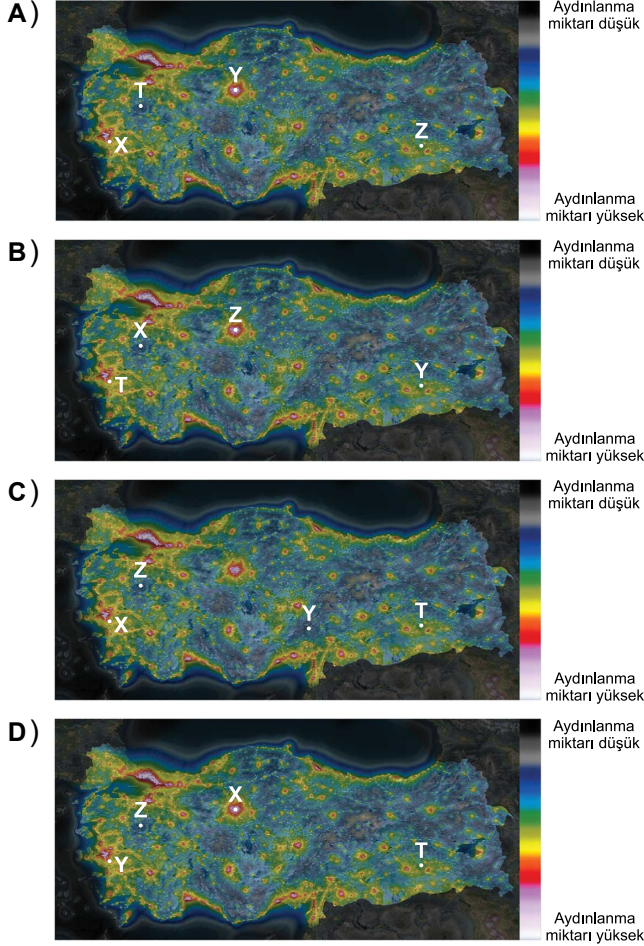 A)
Aydınlanma
miktarı düşük
T
Y
X
Z
Aydınlanma
miktarı yüksek
B)
Aydınlanma
miktarı düşük
X
Z
T
Y
Aydınlanma
miktarı yüksek
C)
Aydınlanma
miktarı düşük
Z
X
Y
T
Aydınlanma
miktarı yüksek
D)
Aydınlanma
miktarı düşük
Z
X
Y
T
Aydınlanma
miktarı yüksek